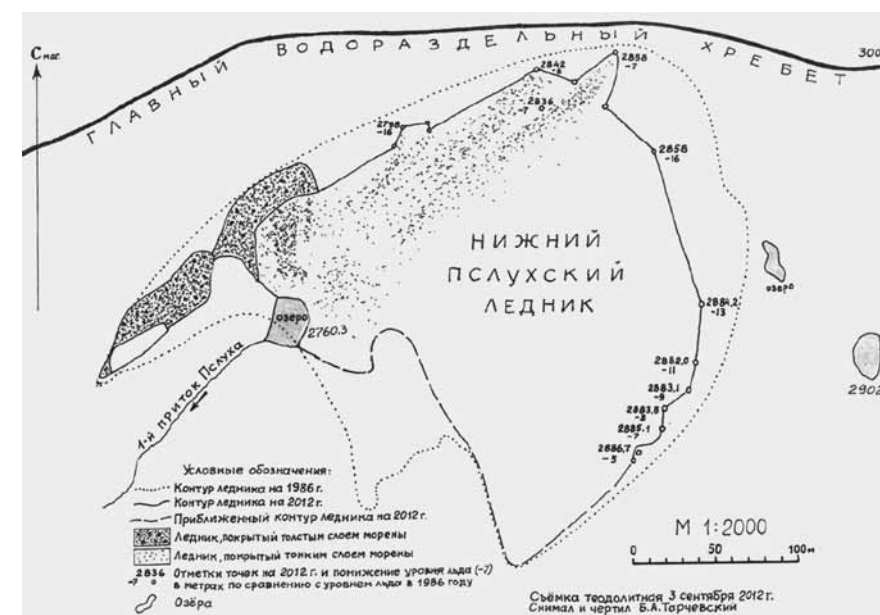 ГЛАВНЫЙ ВОДОРАЗДЕЛЬНЫЙ ХРЕБЕТ
С маг.
300
2858
-7
2842
-6
2836
-7
2798
-16
2858
-16
НИЖНИЙ
ПСЛУХСКИЙ
ЛЕДНИК
озеро
2884,2
-13
озеро
2760.3
2882,0
-11
2883,1
-9
2902
2883,8
-8
2885.1
-7
2886,7
-5
1-й приток Пслуха
Условные обозначения:
Контур ледника на 1986 г.
Контур ледника на 2012 г.
Приближенный контур ледника на 2012 г.
Ледник, покрытый толстым слоем морены
Ледник, покрытый тонким слоем морены
2836
-7
Отметки точек на 2012 г. и понижение уровня льда (-7)
в метрах по сравнению с уровнем льда в 1986 году
Озёра
М 1:2000
0 50 100 м
Съёмка теодолитная 3 сентября 2012 г.
Снимал и чертил Б.А.Тарчевский